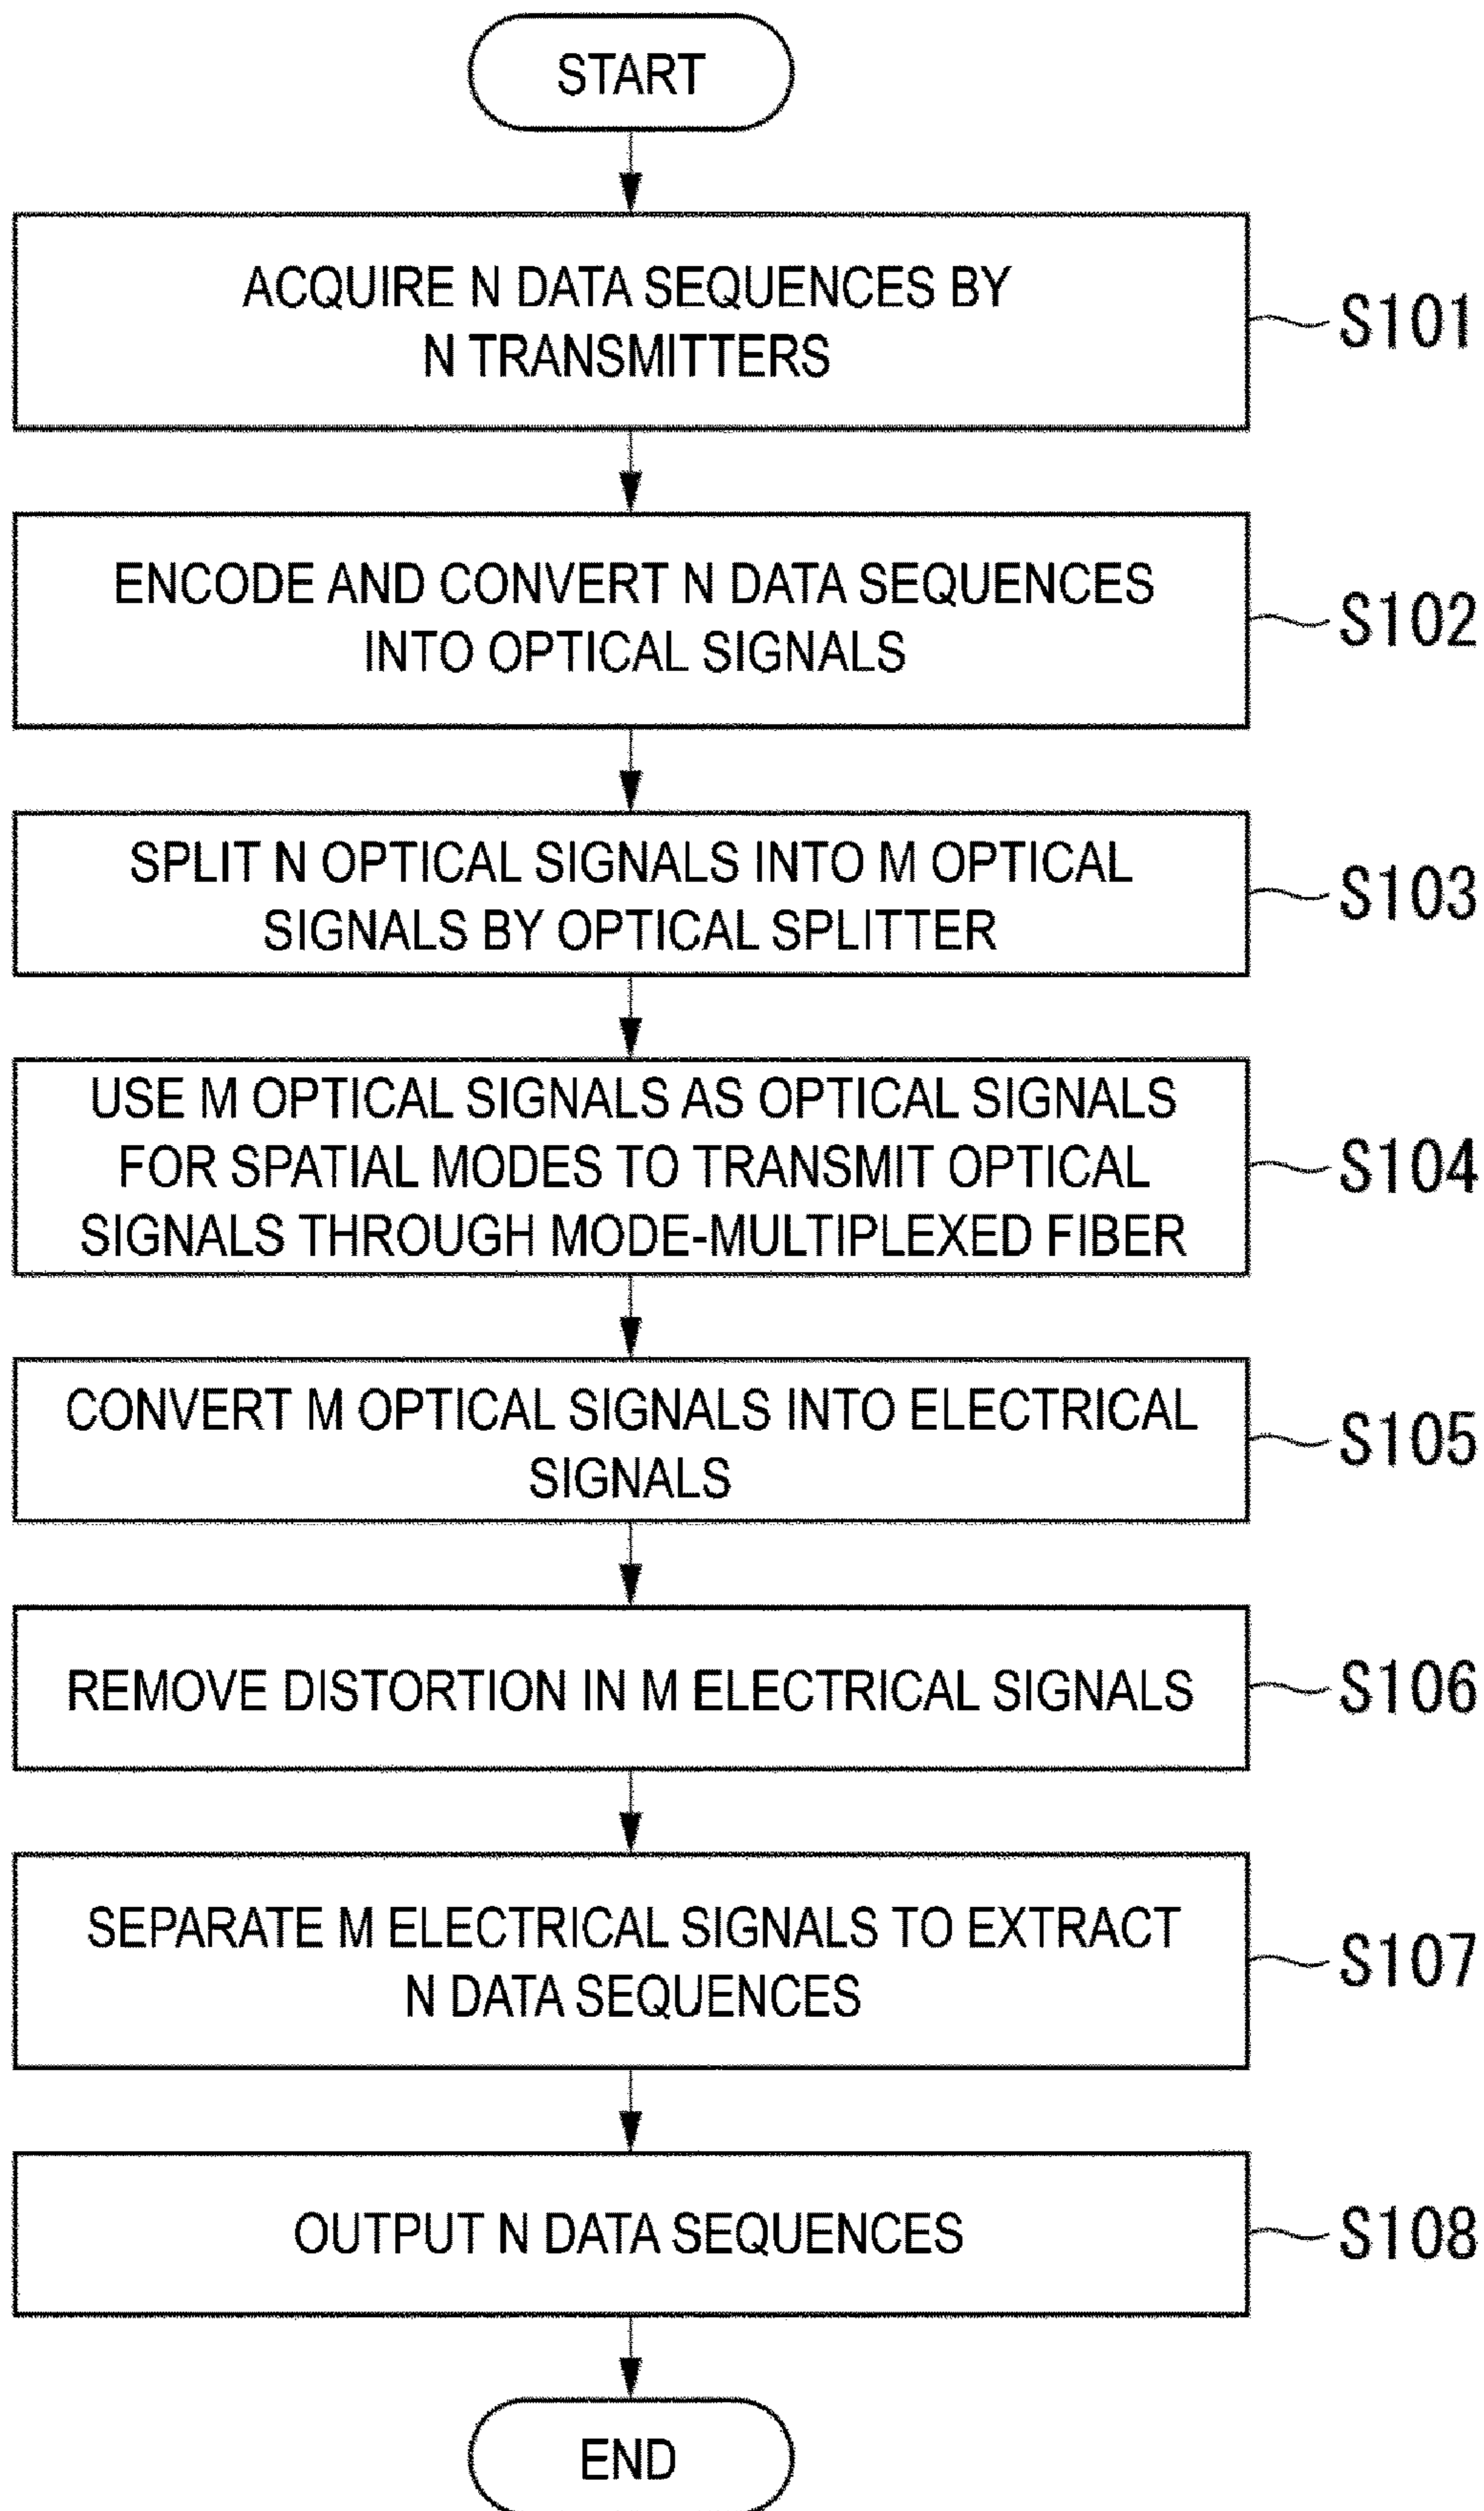 START
ACQUIRE N DATA SEQUENCES BY
N TRANSMITTERS
S101
ENCODE AND CONVERT N DATA SEQUENCES
INTO OPTICAL SIGNALS
S102
SPLIT N OPTICAL SIGNALS INTO M OPTICAL
SIGNALS BY OPTICAL SPLITTER
S103
USE M OPTICAL SIGNALS AS OPTICAL SIGNALS
FOR SPATIAL MODES TO TRANSMIT OPTICAL
SIGNALS THROUGH MODE-MULTIPLEXED FIBER
S104
CONVERT M OPTICAL SIGNALS INTO ELECTRICAL
SIGNALS
S105
REMOVE DISTORTION IN M ELECTRICAL SIGNALS
S106
SEPARATE M ELECTRICAL SIGNALS TO EXTRACT
N DATA SEQUENCES
S107
OUTPUT N DATA SEQUENCES
S108
END